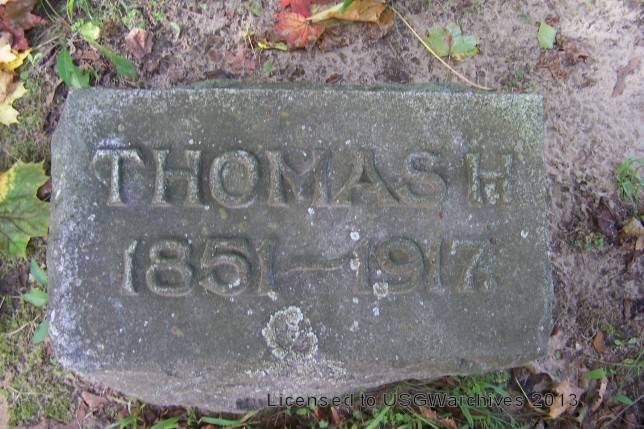 THOMAS H.
1851-1917.
Licensed to USGWarchives 2013